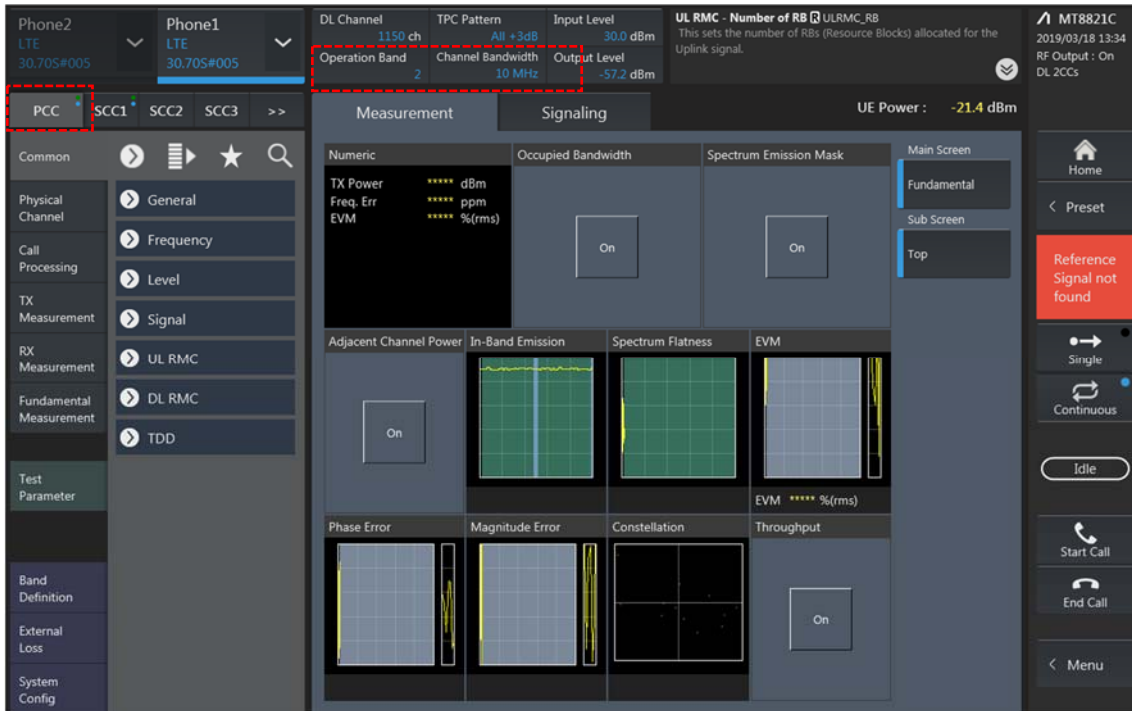 Phone2
LTE
30.70S#005
Phone1
LTE
30.70S#005
DL Channel
1150 ch
TPC Pattern
All +3dB
Input Level
30.0 dBm
Operation Band
2
Channel Bandwidth
10 MHz
Output Level
-57.2 dBm
UL RMC - Number of RB R ULRMC_RB
This sets the number of RBs (Resource Blocks) allocated for the
Uplink signal.
MT8821C
2019/03/18 13:34
RF Output : On
DL 2CCs
PCC SCC1 SCC2 SCC3 >>
Measurement
Signaling
UE Power : -21.4 dBm
Common
Physical
Channel
Call
Processing
TX
Measurement
RX
Measurement
Fundamental
Measurement
Test
Parameter
Band
Definition
External
Loss
System
Config
General
Frequency
Level
Signal
UL RMC
DL RMC
TDD
Numeric
TX Power ***** dBm
Freq. Err ***** ppm
EVM ***** %(rms)
Occupied Bandwidth
On
Spectrum Emission Mask
On
Main Screen
Fundamental
Sub Screen
Top
Adjacent Channel Power
On
In-Band Emission
Spectrum Flatness
EVM
EVM ***** %(rms)
Phase Error
Magnitude Error
Constellation
Throughput
On
Home
< Preset
Reference
Signal not
found
Single
Continuous
Idle
Start Call
End Call
< Menu